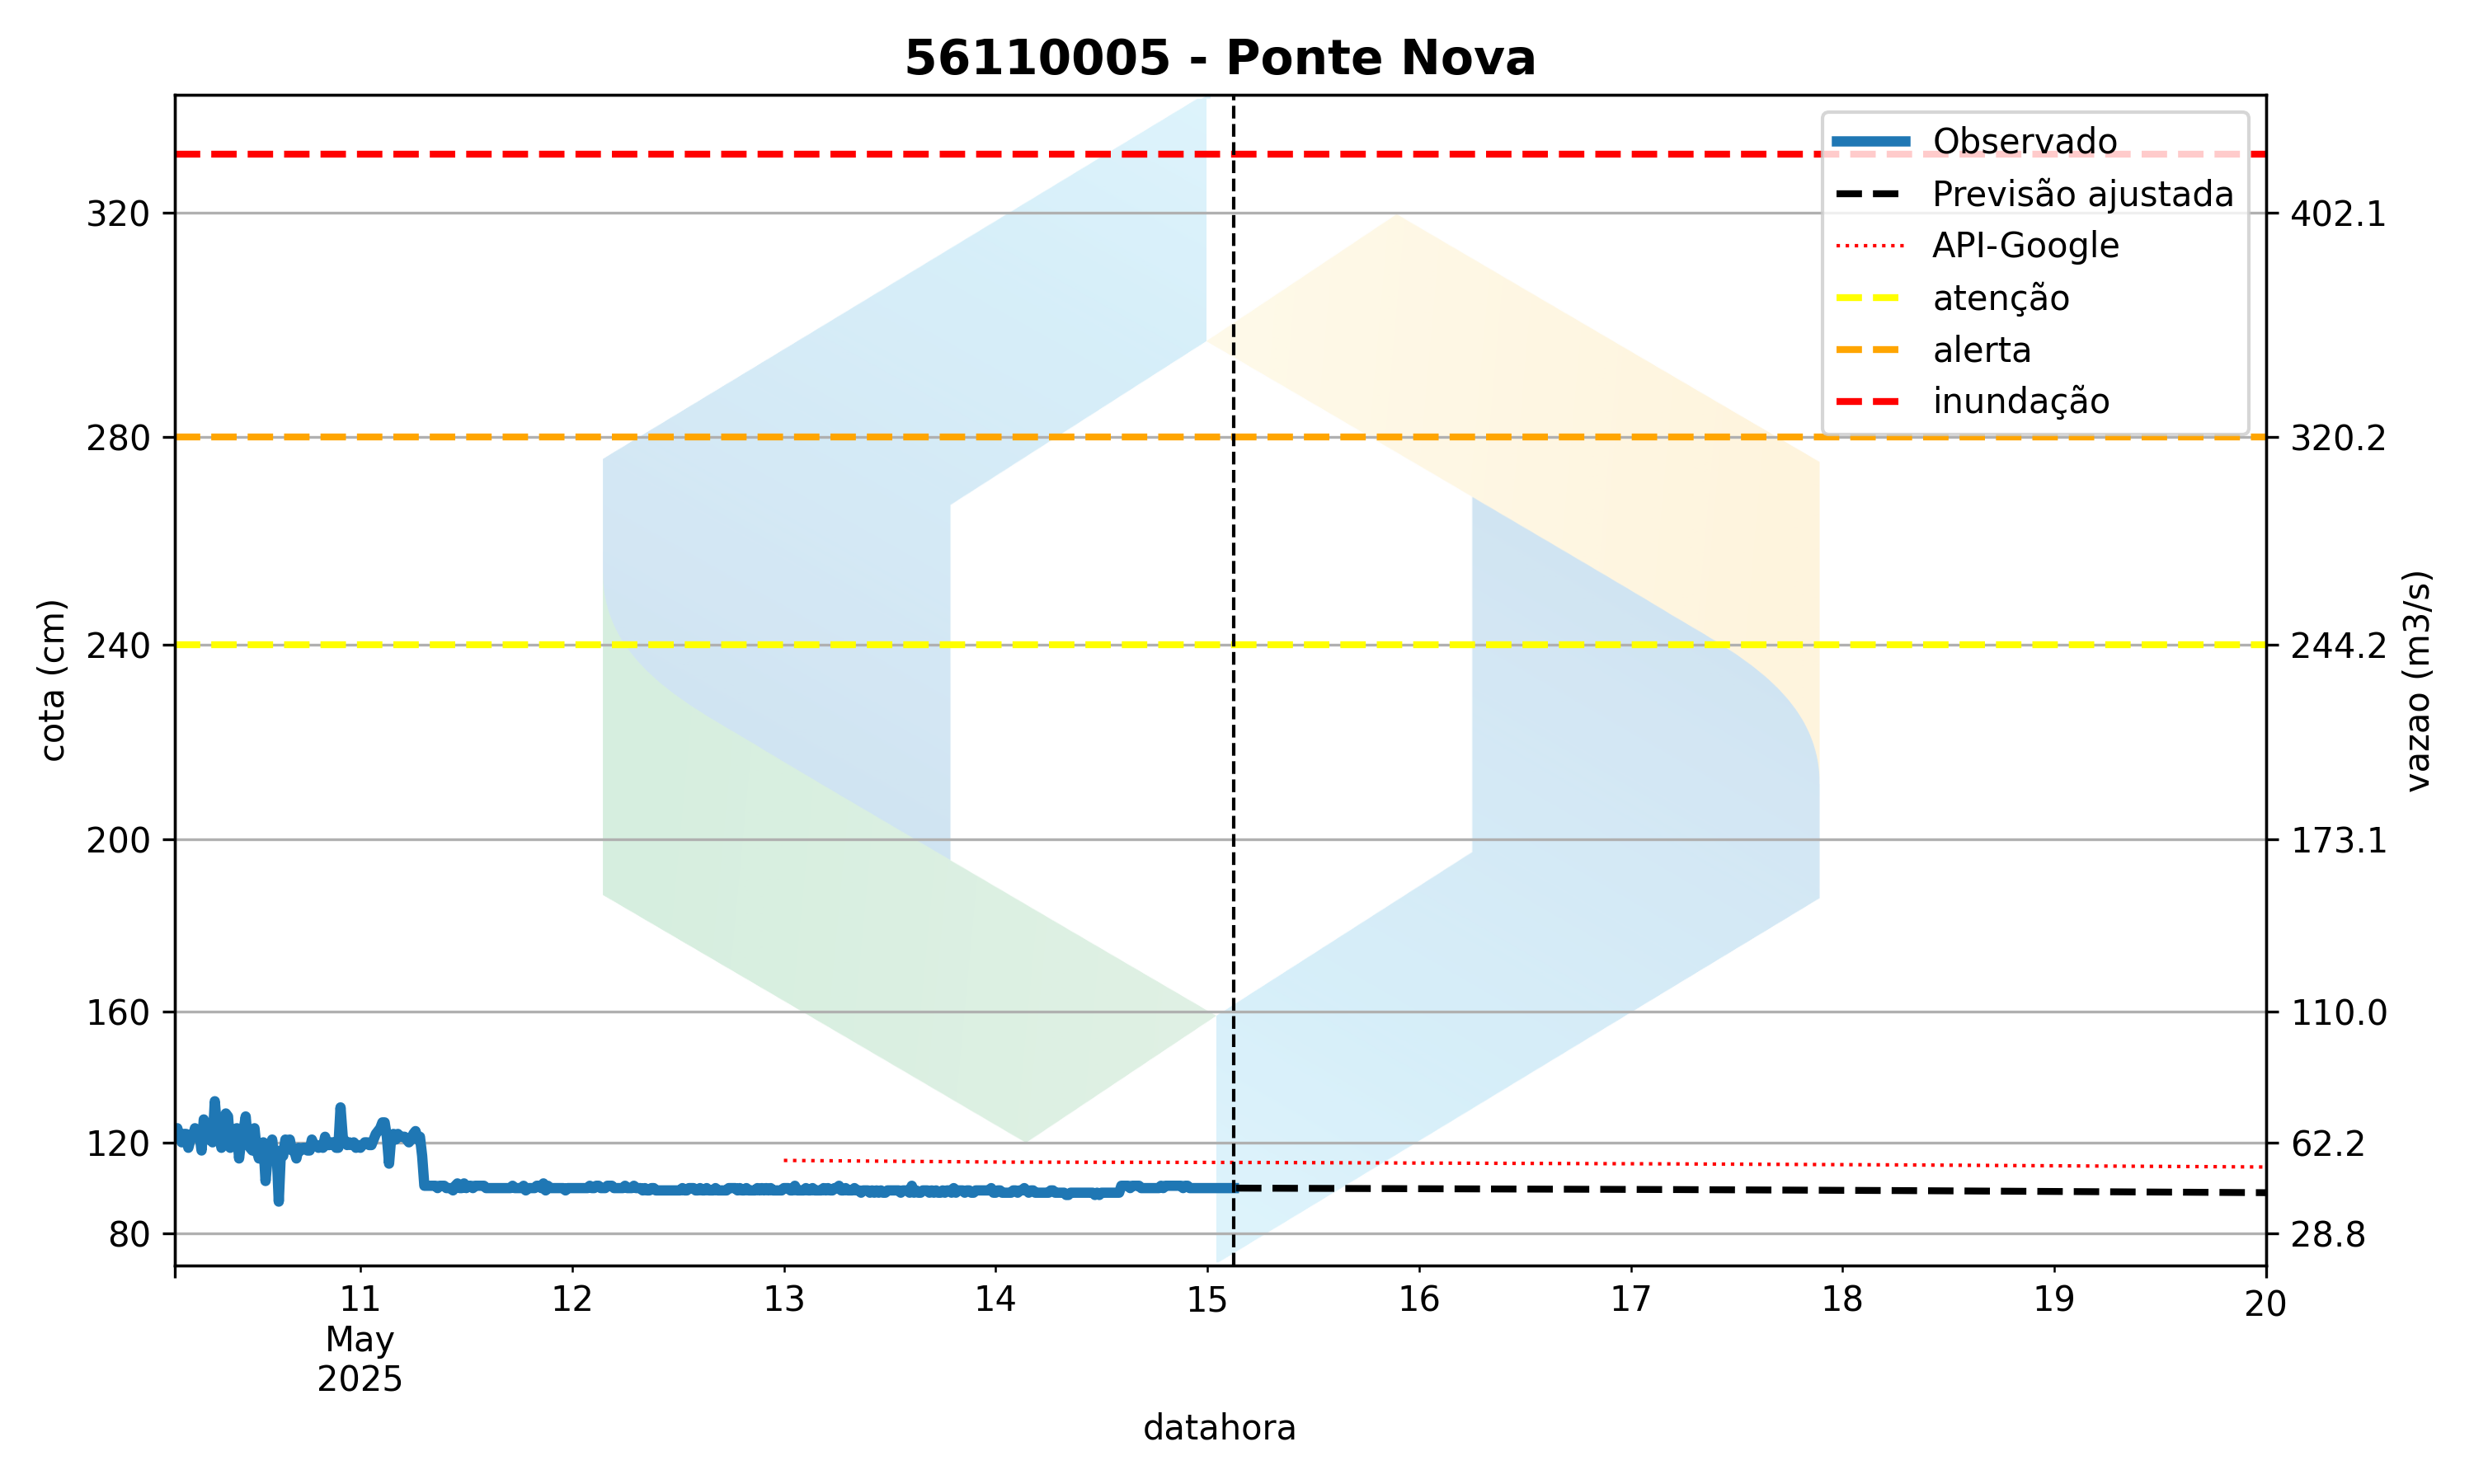 56110005 - Ponte Nova
Observado
Previsão ajustada
API-Google
atenção
alerta
inundação
cota (cm)
320
280
240
200
160
120
80
402.1
320.2
244.2
173.1
110.0
62.2
28.8
vazao (m3/s)
11
12
13
14
15
16
17
18
19
20
May
2025
datahora